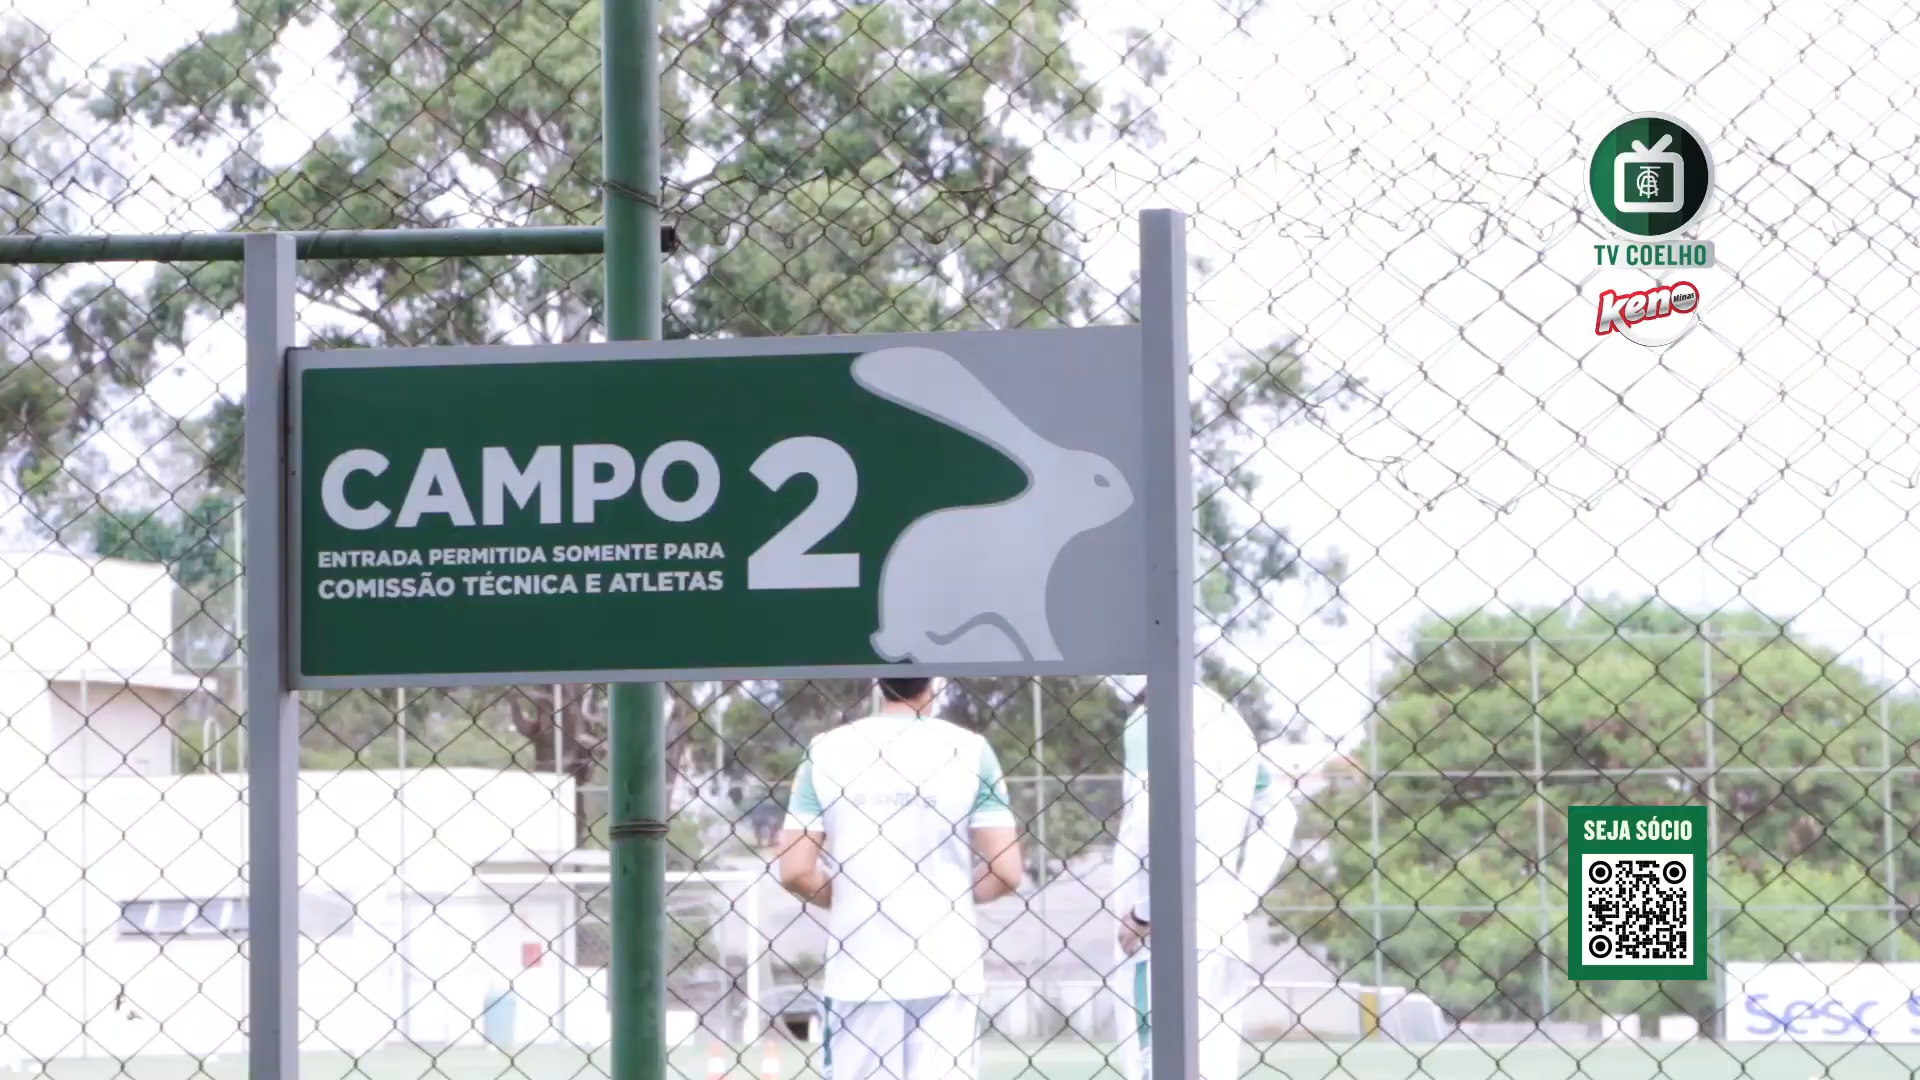 TV COELHO
keno
Minas
CAMPO 2
ENTRADA PERMITIDA SOMENTE PARA
COMISSÃO TÉCNICA E ATLETAS
SEJA SÓCIO
Sesc